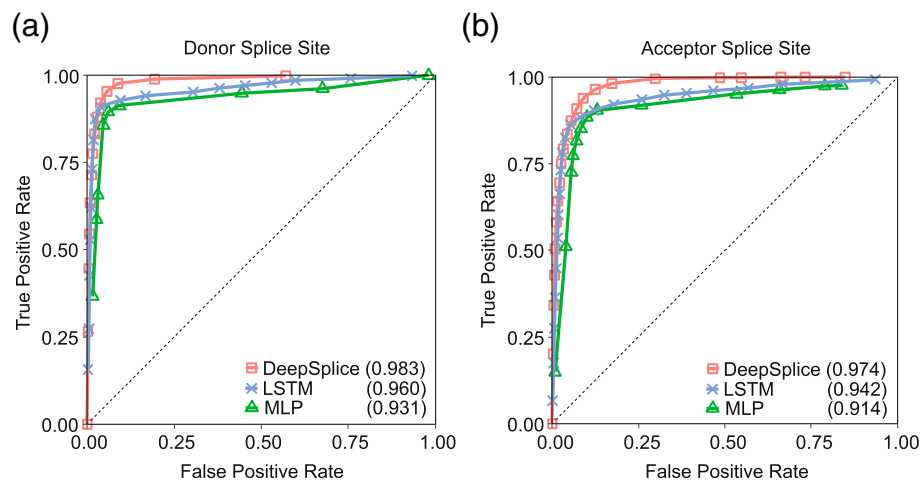 (a)
Donor Splice Site
1.00
0.75
0.50
0.25
0.00
True Positive Rate
DeepSplice (0.983)
LSTM (0.960)
MLP (0.931)
0.00 0.25 0.50 0.75 1.00
False Positive Rate
(b)
Acceptor Splice Site
1.00
0.75
0.50
0.25
0.00
True Positive Rate
DeepSplice (0.974)
LSTM (0.942)
MLP (0.914)
0.00 0.25 0.50 0.75 1.00
False Positive Rate